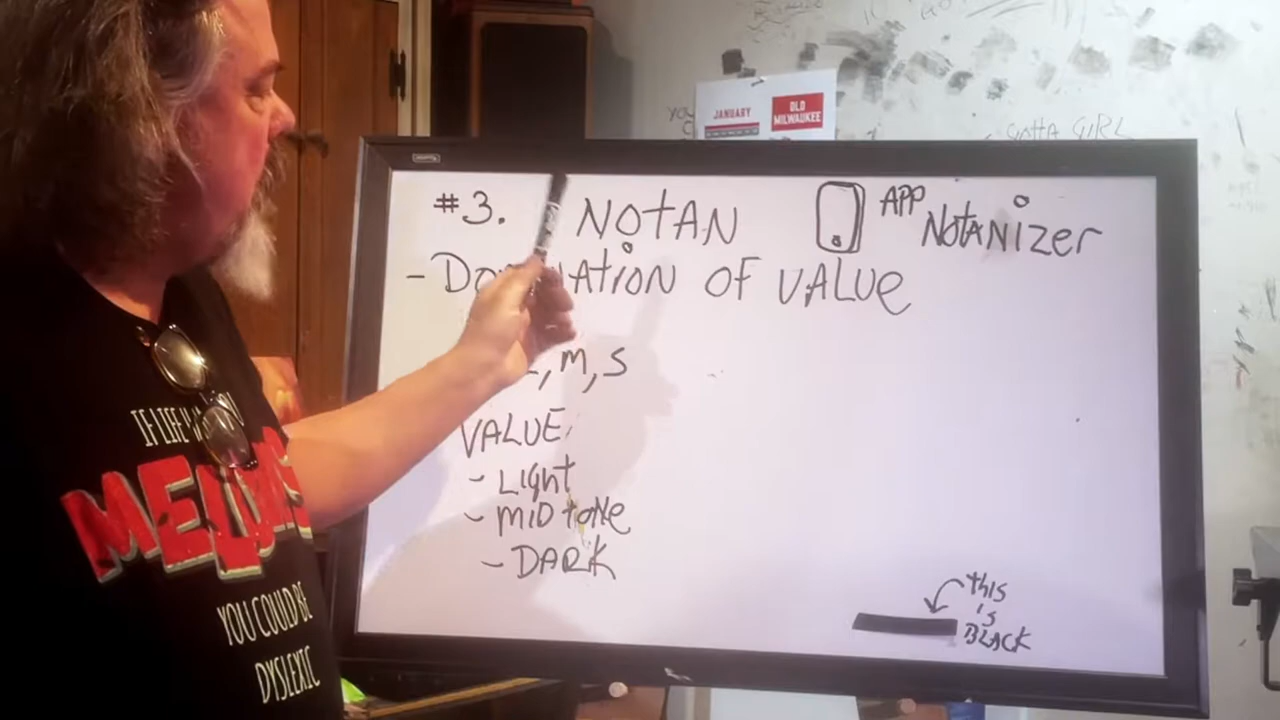 JANUARY
OLD
MILWAUKEE
GOTTA GIRL
#3. NOTAN
APP
NOTANizer
- DO ATION OF VALUE
, M, S
VALUE:
- Light
- MID toNe
- DARK
this
is
BLACK
IF LIFE
MELONS
YOU COULD BE
DYSLEXIC